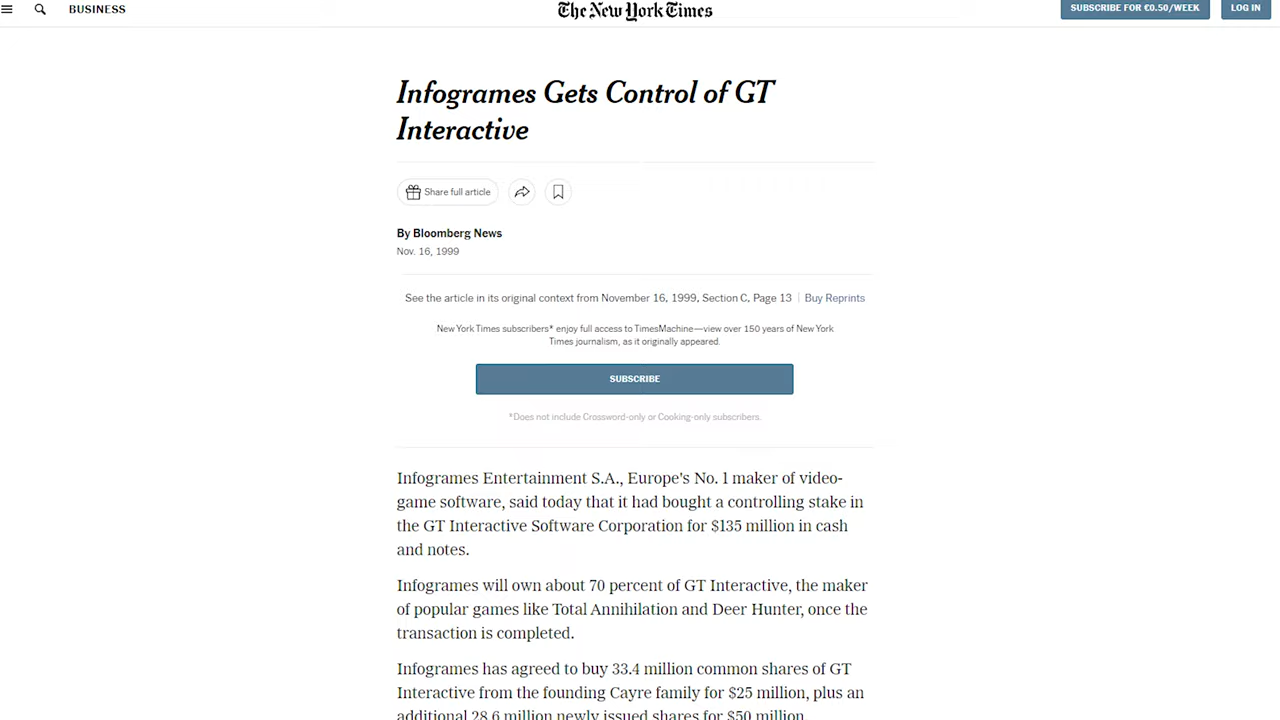 BUSINESS
The New York Times
SUBSCRIBE FOR €0.50/WEEK
LOG IN
Infogrames Gets Control of GT
Interactive
Share full article
By Bloomberg News
Nov. 16, 1999
See the article in its original context from November 16, 1999, Section C, Page 13 | Buy Reprints
New York Times subscribers* enjoy full access to TimesMachine—view over 150 years of New York
Times journalism, as it originally appeared.
SUBSCRIBE
*Does not include Crossword-only or Cooking-only subscribers.
Infogrames Entertainment S.A., Europe's No. 1 maker of video-
game software, said today that it had bought a controlling stake in
the GT Interactive Software Corporation for $135 million in cash
and notes.
Infogrames will own about 70 percent of GT Interactive, the maker
of popular games like Total Annihilation and Deer Hunter, once the
transaction is completed.
Infogrames has agreed to buy 33.4 million common shares of GT
Interactive from the founding Cayre family for $25 million, plus an
additional 28.6 million newly issued shares for $50 million.